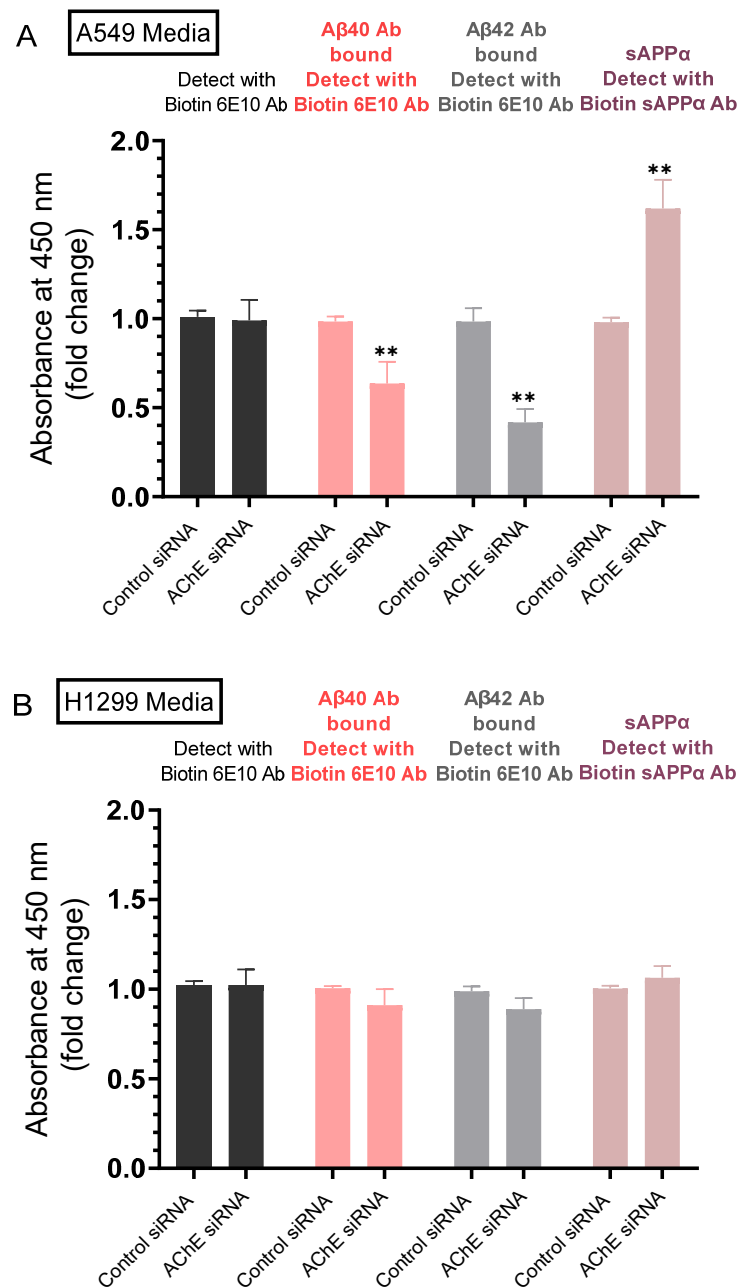 A
A549 Media
Detect with
Biotin 6E10 Ab
Aβ40 Ab
bound
Detect with
Biotin 6E10 Ab
Aβ42 Ab
bound
Detect with
Biotin 6E10 Ab
sAPPα
Detect with
Biotin sAPPα Ab
Absorbance at 450 nm
(fold change)
2.0
1.5
1.0
0.5
0.0
**
**
**
Control siRNA
AChE siRNA
Control siRNA
AChE siRNA
Control siRNA
AChE siRNA
Control siRNA
AChE siRNA
B
H1299 Media
Detect with
Biotin 6E10 Ab
Aβ40 Ab
bound
Detect with
Biotin 6E10 Ab
Aβ42 Ab
bound
Detect with
Biotin 6E10 Ab
sAPPα
Detect with
Biotin sAPPα Ab
Absorbance at 450 nm
(fold change)
2.0
1.5
1.0
0.5
0.0
Control siRNA
AChE siRNA
Control siRNA
AChE siRNA
Control siRNA
AChE siRNA
Control siRNA
AChE siRNA